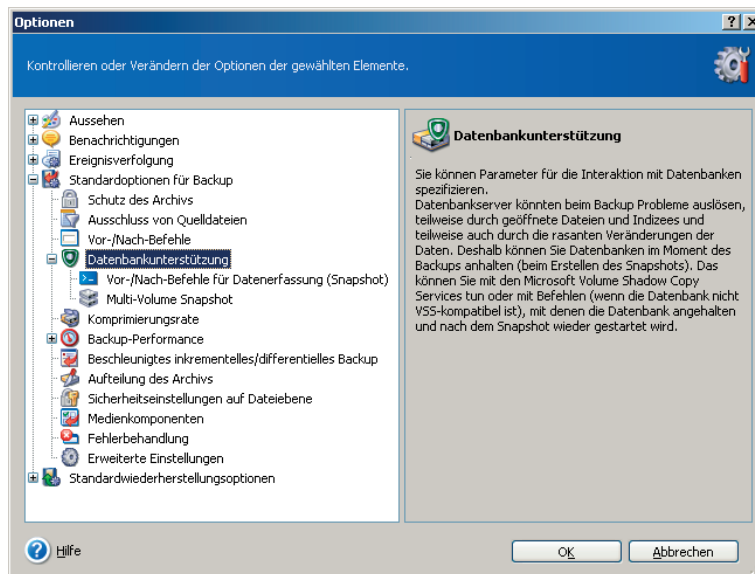 Optionen
Kontrollieren oder Verändern der Optionen der gewählten Elemente.
Aussehen
Benachrichtigungen
Ereignisverfolgung
Standardoptionen für Backup
Schutz des Archivs
Ausschluss von Quelldateien
Vor-/Nach-Befehle
Datenbankunterstützung
Vor-/Nach-Befehle für Datenerfassung (Snapshot)
Multi-Volume Snapshot
Komprimierungsrate
Backup-Performance
Beschleunigtes inkrementelles/differentielles Backup
Aufteilung des Archivs
Sicherheitseinstellungen auf Dateiebene
Medienkomponenten
Fehlerbehandlung
Erweiterte Einstellungen
Standardwiederherstellungsoptionen
Datenbankunterstützung
Sie können Parameter für die Interaktion mit Datenbanken
spezifizieren.
Datenbankserver könnten beim Backup Probleme auslösen,
teilweise durch geöffnete Dateien und Indizees und
teilweise auch durch die rasanten Veränderungen der
Daten. Deshalb können Sie Datenbanken im Moment des
Backups anhalten (beim Erstellen des Snapshots). Das
können Sie mit den Microsoft Volume Shadow Copy
Services tun oder mit Befehlen (wenn die Datenbank nicht
VSS-kompatibel ist), mit denen die Datenbank angehalten
und nach dem Snapshot wieder gestartet wird.
Hilfe
OK
Abbrechen